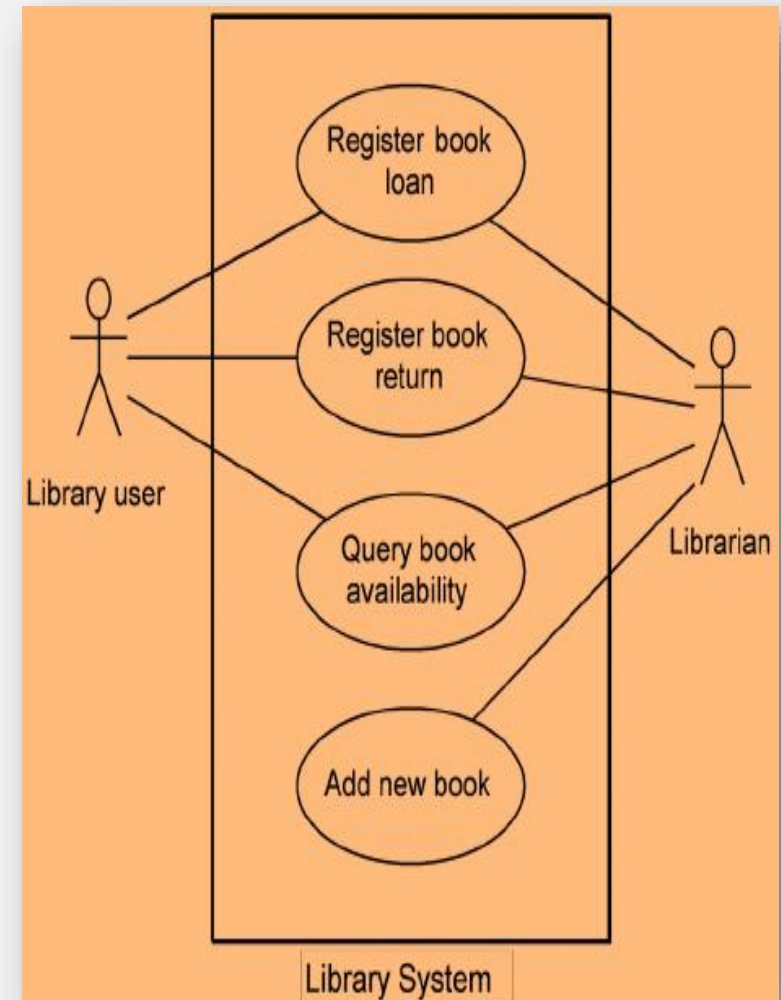 Register book
loan
Register book
return
Library user
Query book
availability
Librarian
Add new book
Library System